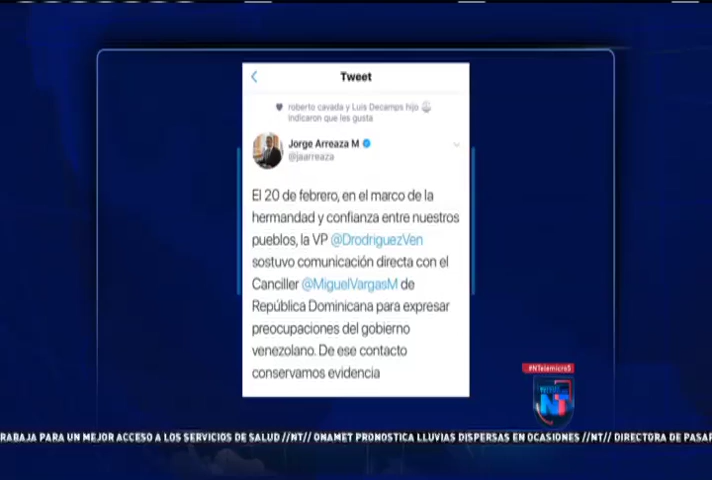 Tweet
roberto cavada y Luis Decamps hijo
indicaron que les gusta
Jorge Arreaza M
@jaarreaza
El 20 de febrero, en el marco de la
hermandad y confianza entre nuestros
pueblos, la VP @DrodriguezVen
sostuvo comunicación directa con el
Canciller @MiguelVargasM de
República Dominicana para expresar
preocupaciones del gobierno
venezolano. De ese contacto
conservamos evidencia
#NTelemicro5
NT
RABAJA PARA UN MEJOR ACCESO A LOS SERVICIOS DE SALUD //NT// ONAMET PRONOSTICA LLUVIAS DISPERSAS EN OCASIONES //NT// DIRECTORA DE PASAP